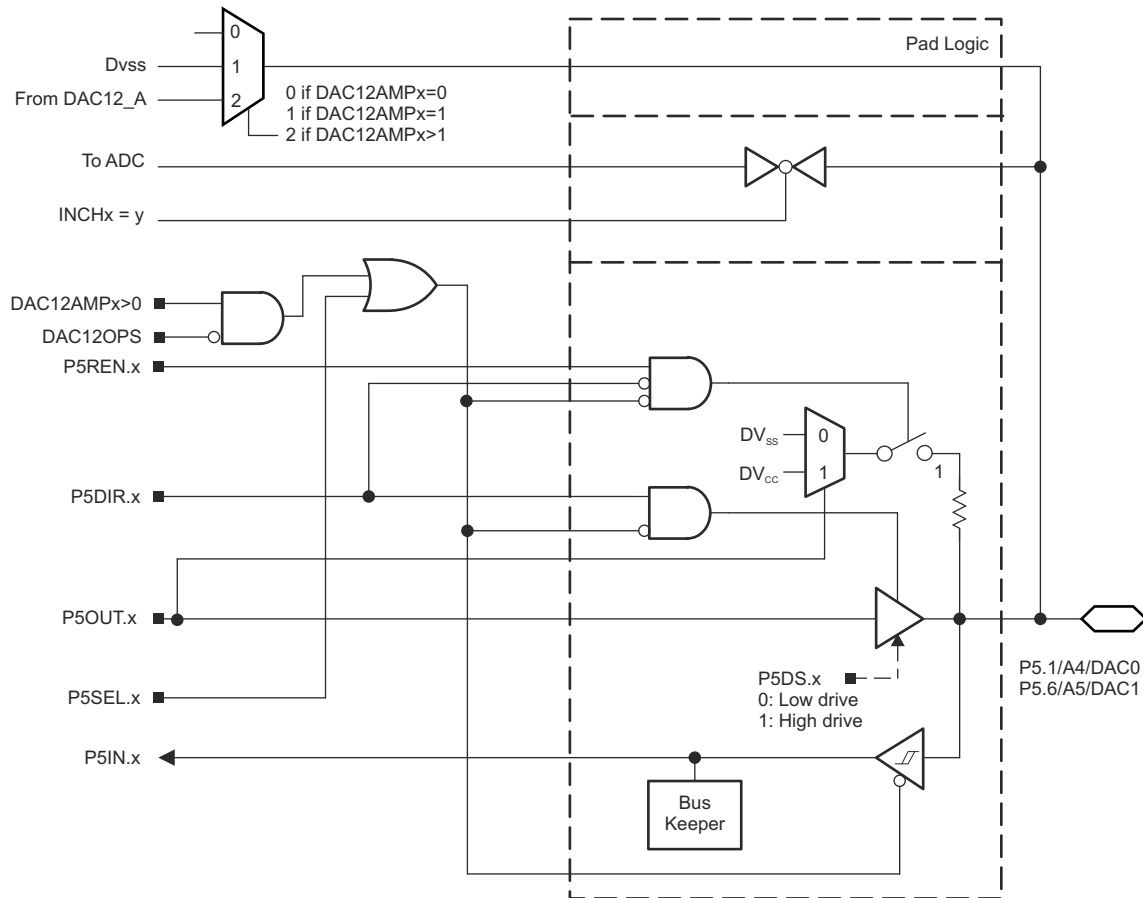 0
Pad Logic
Dvss
1
From DAC12_A
2
0 if DAC12AMPx=0
1 if DAC12AMPx=1
2 if DAC12AMPx>1
To ADC
INCHx = y
DAC12AMPx>0
DAC12OPS
P5REN.x
DVSS
0
DVCC
1
1
P5DIR.x
P5OUT.x
P5DS.x
0: Low drive
1: High drive
P5.1/A4/DAC0
P5.6/A5/DAC1
P5SEL.x
P5IN.x
Bus
Keeper